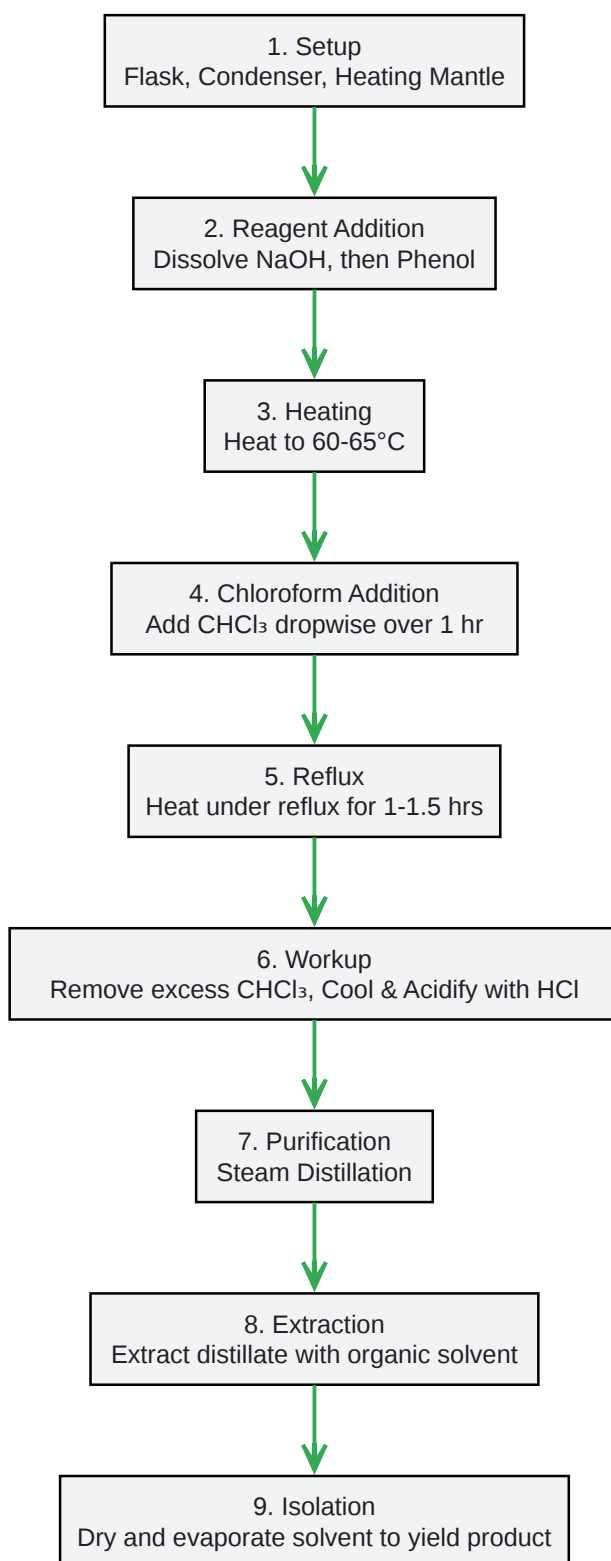 1. Setup
Flask, Condenser, Heating Mantle
2. Reagent Addition
Dissolve NaOH, then Phenol
3. Heating
Heat to 60-65°C
4. Chloroform Addition
Add CHCl₃ dropwise over 1 hr
5. Reflux
Heat under reflux for 1-1.5 hrs
6. Workup
Remove excess CHCl₃, Cool & Acidify with HCl
7. Purification
Steam Distillation
8. Extraction
Extract distillate with organic solvent
9. Isolation
Dry and evaporate solvent to yield product